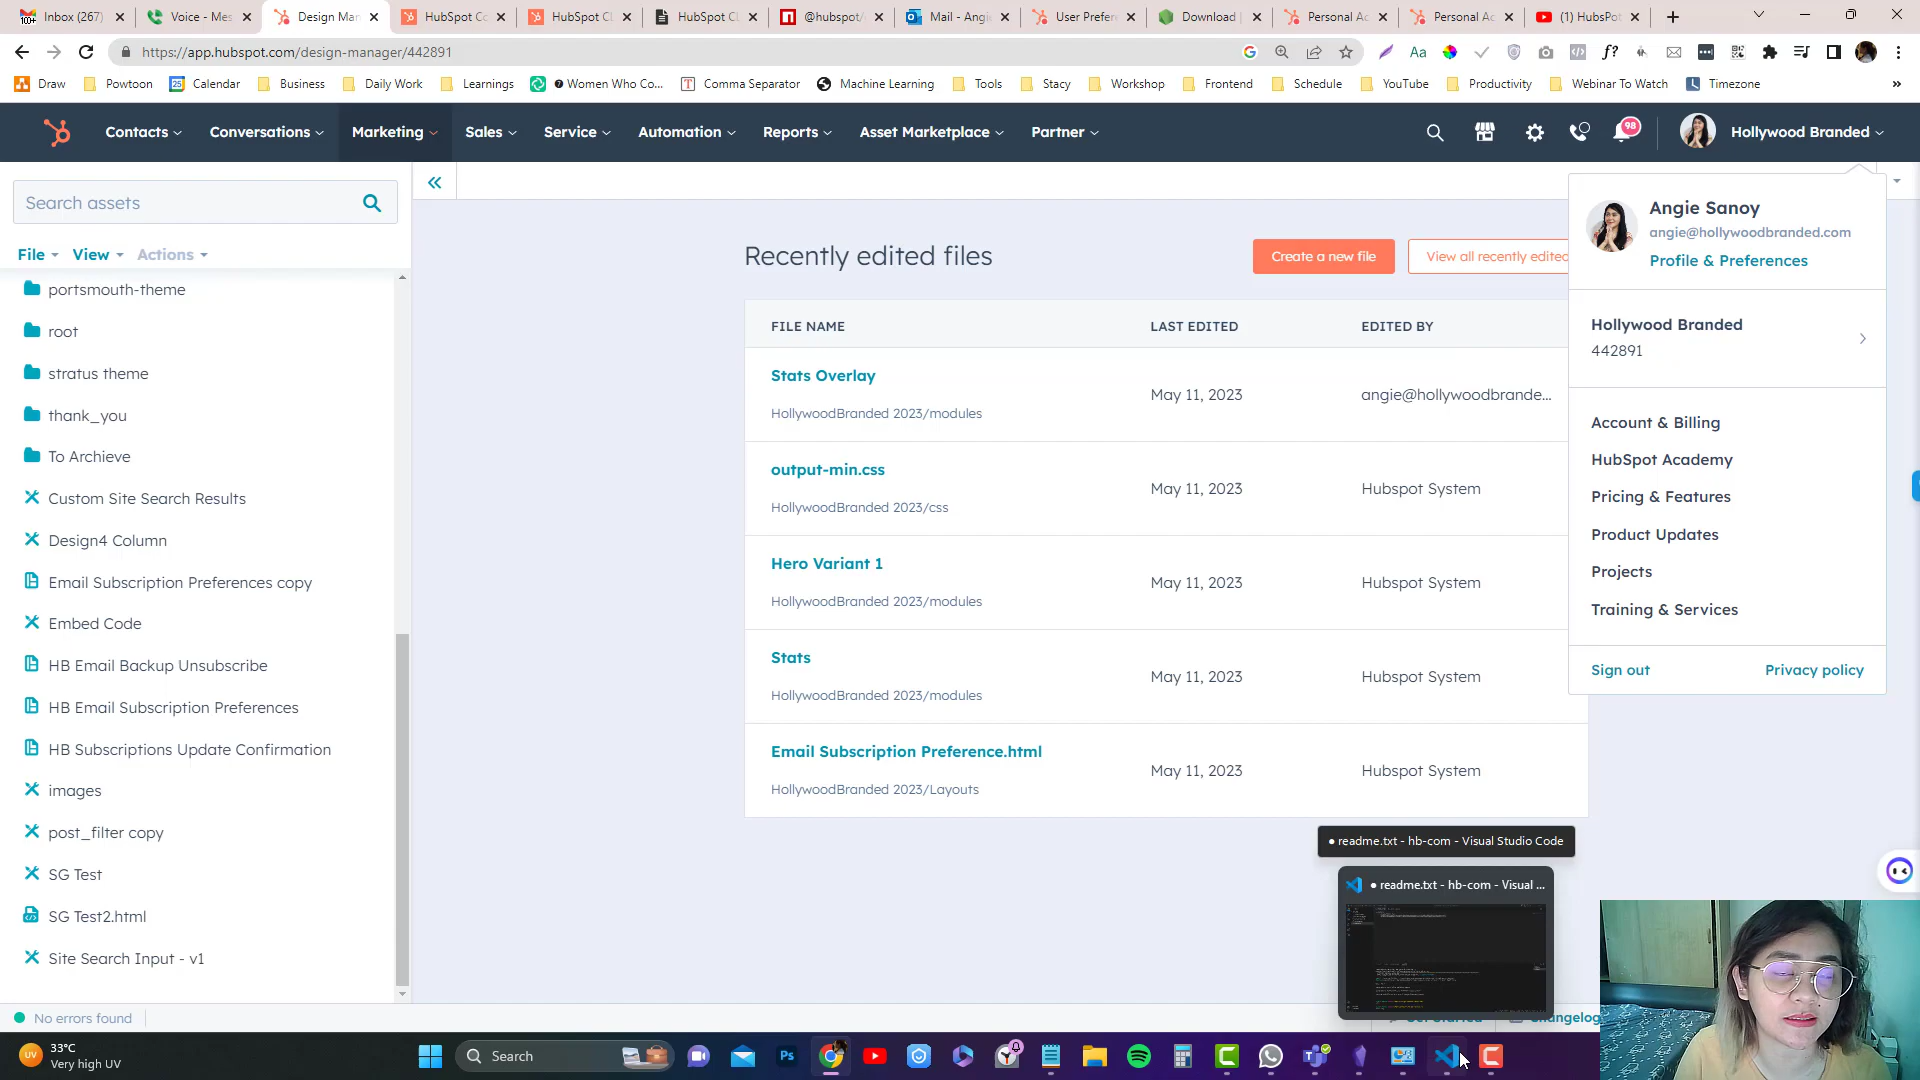 Inbox (267)
Voice - Mes
Design Man
HubSpot Co
HubSpot CL
HubSpot CL
@hubspot/
Mail - Angie
User Prefer
Download |
Personal Ac
Personal Ac
(1) HubSpot
https://app.hubspot.com/design-manager/442891
Draw
Powtoon
Calendar
Business
Daily Work
Learnings
Women Who Co...
Comma Separator
Machine Learning
Tools
Stacy
Workshop
Frontend
Schedule
YouTube
Productivity
Webinar To Watch
Timezone
Contacts
Conversations
Marketing
Sales
Service
Automation
Reports
Asset Marketplace
Partner
98
Hollywood Branded
Search assets
File
View
Actions
portsmouth-theme
root
stratus theme
thank_you
To Archieve
Custom Site Search Results
Design4 Column
Email Subscription Preferences copy
Embed Code
HB Email Backup Unsubscribe
HB Email Subscription Preferences
HB Subscriptions Update Confirmation
images
post_filter copy
SG Test
SG Test2.html
Site Search Input - v1
No errors found
Recently edited files
Create a new file
View all recently edited
FILE NAME LAST EDITED EDITED BY
Stats Overlay
HollywoodBranded 2023/modules
May 11, 2023
angie@hollywoodbrande...
output-min.css
HollywoodBranded 2023/css
May 11, 2023
Hubspot System
Hero Variant 1
HollywoodBranded 2023/modules
May 11, 2023
Hubspot System
Stats
HollywoodBranded 2023/modules
May 11, 2023
Hubspot System
Email Subscription Preference.html
HollywoodBranded 2023/Layouts
May 11, 2023
Hubspot System
Angie Sanoy
angie@hollywoodbranded.com
Profile & Preferences
Hollywood Branded
442891
Account & Billing
HubSpot Academy
Pricing & Features
Product Updates
Projects
Training & Services
Sign out
Privacy policy
● readme.txt - hb-com - Visual Studio Code
● readme.txt - hb-com - Visual ...
Changelog
33°C
Very high UV
Search